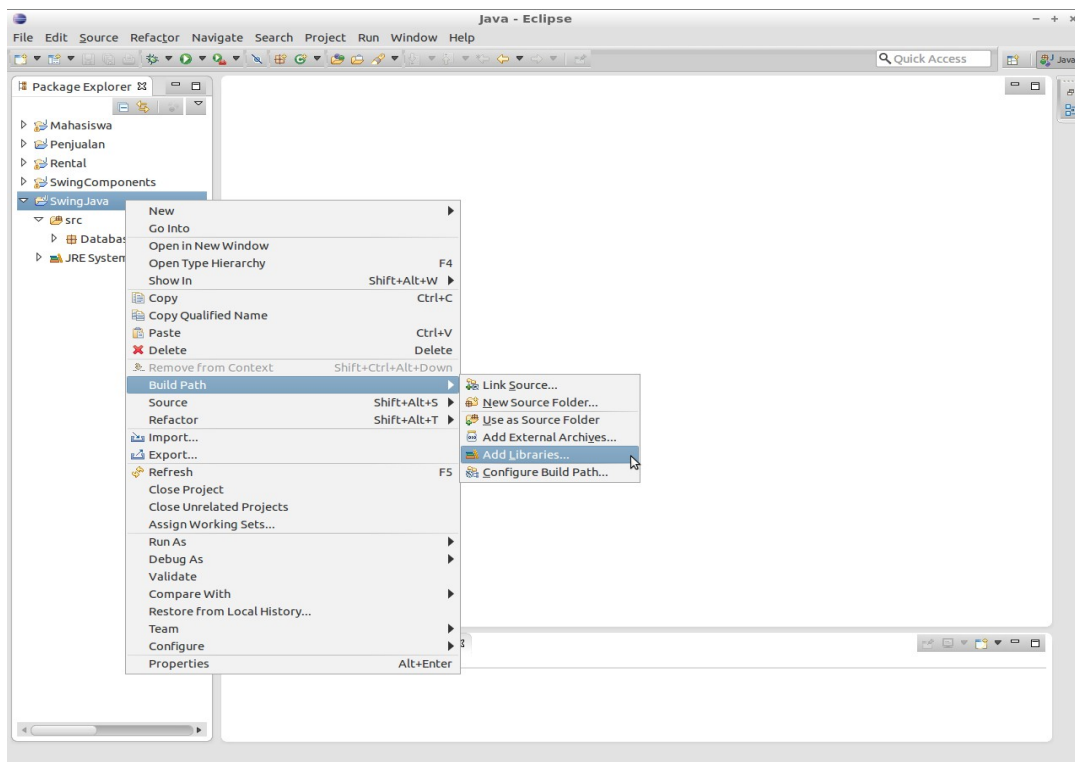 Java - Eclipse
File Edit Source Refactor Navigate Search Project Run Window Help
Quick Access
Java
Package Explorer
Mahasiswa
Penjualan
Rental
SwingComponents
SwingJava
src
Databas
JRE System
New
Go Into
Open in New Window
Open Type Hierarchy F4
Show In Shift+Alt+W
Copy Ctrl+C
Copy Qualified Name
Paste Ctrl+V
Delete Delete
Remove from Context Shift+Ctrl+Alt+Down
Build Path
Source Shift+Alt+S
Refactor Shift+Alt+T
Import...
Export...
Refresh F5
Close Project
Close Unrelated Projects
Assign Working Sets...
Run As
Debug As
Validate
Compare With
Restore from Local History...
Team
Configure
Properties Alt+Enter
Link Source...
New Source Folder...
Use as Source Folder
Add External Archives...
Add Libraries...
Configure Build Path...